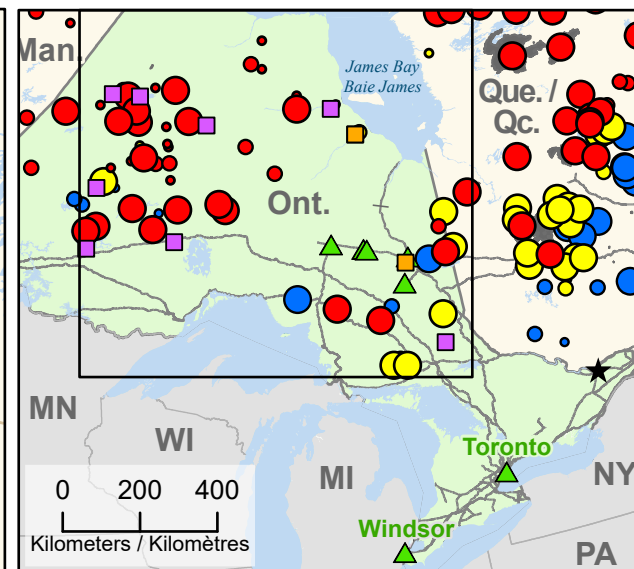 Man.
James Bay
Baie James
Que. /
Qc.
Ont.
MN
WI
MI
Toronto
NY
Windsor
PA
0 200 400
Kilometers / Kilomètres